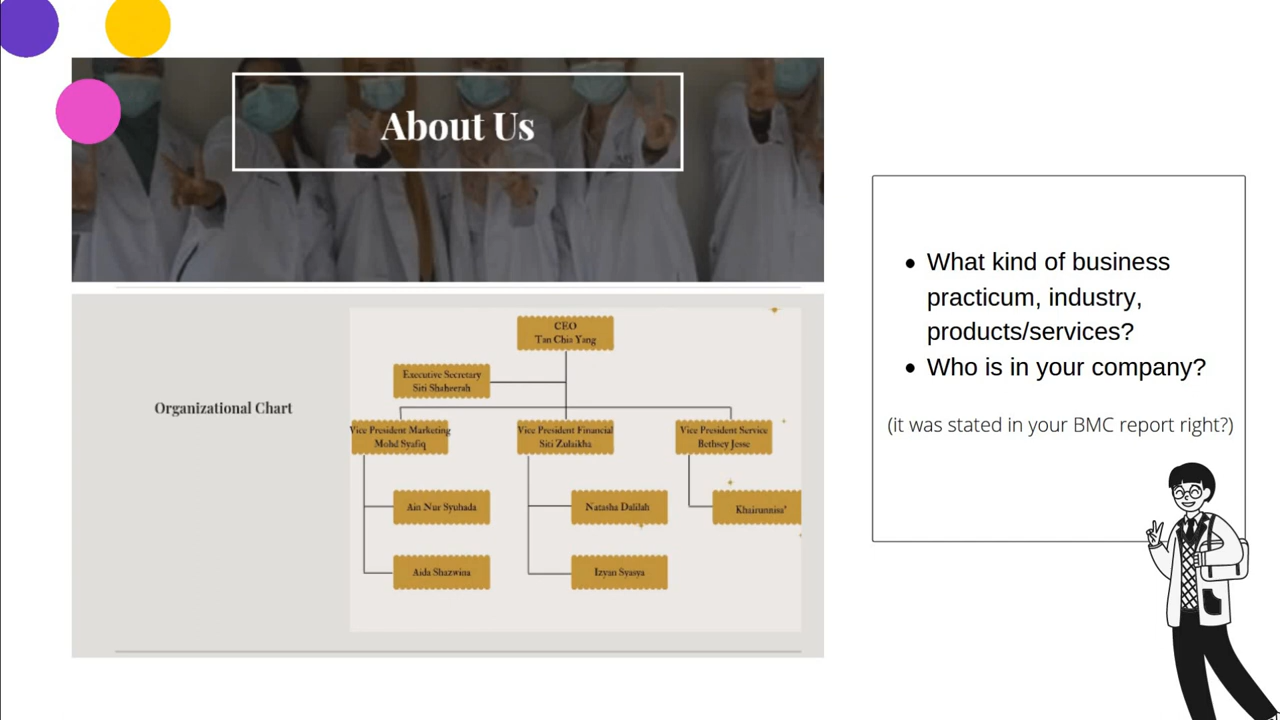 About Us
Organizational Chart
CEO
Tan Chia Yang
Executive Secretary
Siti Shaheerah
Vice President Marketing
Mohd Syafiq
Vice President Financial
Siti Zulaikha
Vice President Service
Bethsey Jesse
Ain Nur Syuhada
Natasha Dalilah
Khairunnisa'
Aida Shazwina
Izyan Syasya
• What kind of business
practicum, industry,
products/services?
• Who is in your company?
(it was stated in your BMC report right?)